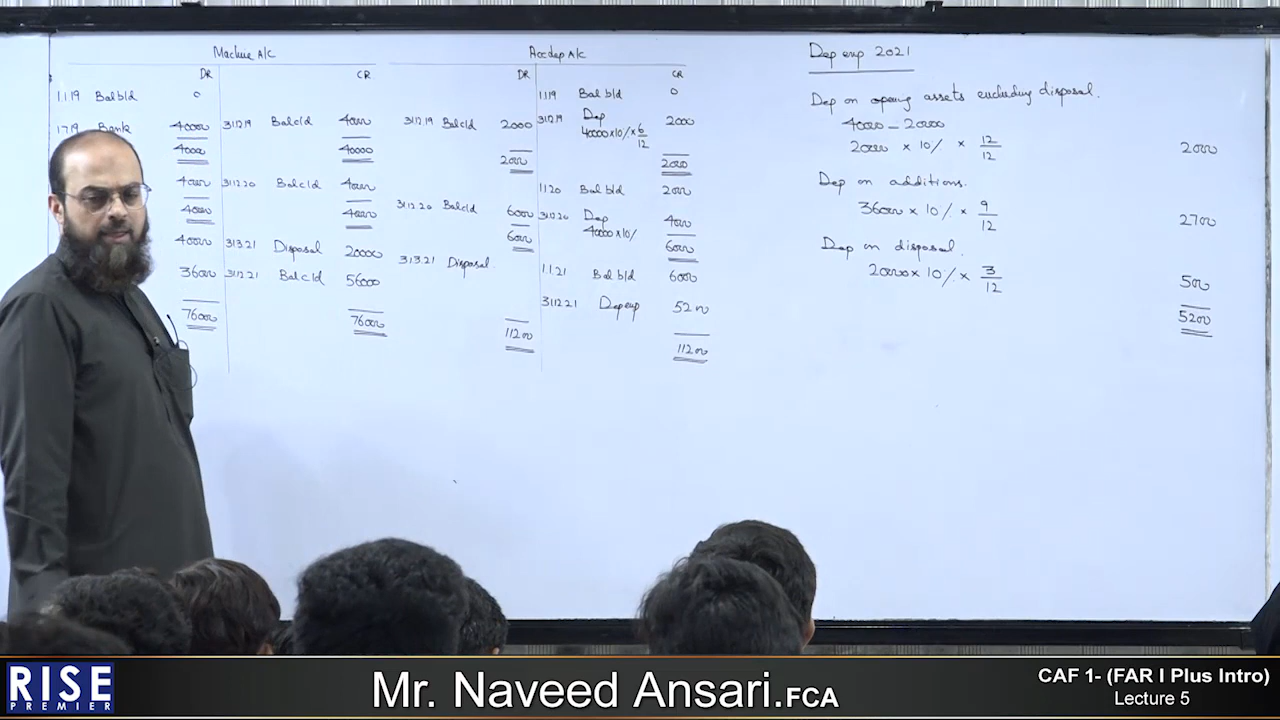 Machine A/C
DR CR
1.1.19 Bal b/d 0
1.7.19 Bank 40000 31.12.19 Bal c/d 40000
40000 40000
40000 31.12.20 Bal c/d 40000
40000 40000
40000 31.3.21 Disposal 20000
36000 31.12.21 Bal c/d 56000
76000 76000
Acc dep A/C
DR CR
1.1.19 Bal b/d 0
31.12.19 Bal c/d 2000 31.12.19 Dep 2000
40000 x 10% x 6/12
2000 2000
1.1.20 Bal b/d 2000
31.12.20 Bal c/d 6000 31.12.20 Dep 4000
40000 x 10%
6000 6000
31.3.21 Disposal
1.1.21 Bal b/d 6000
31.12.21 Dep exp 5200
11200 11200
Dep exp 2021
Dep on opening assets excluding disposal.
40000 - 20000
20000 x 10% x 12/12 2000
Dep on additions.
36000 x 10% x 9/12 2700
Dep on disposal.
20000 x 10% x 3/12 500
5200
RISE
PREMIER
Mr. Naveed Ansari.FCA
CAF 1- (FAR I Plus Intro)
Lecture 5